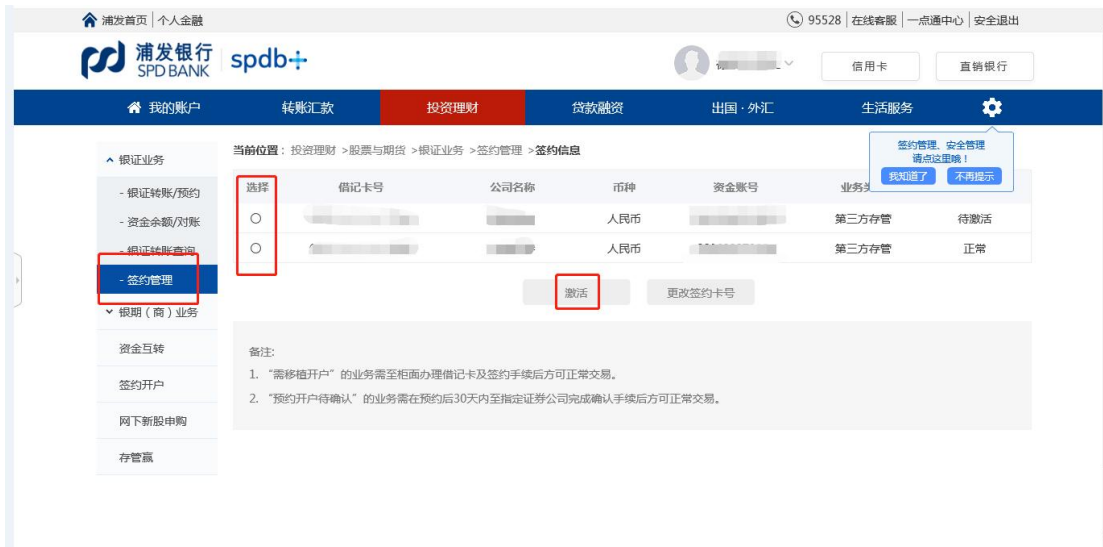 浦发首页 | 个人金融
95528 | 在线客服 | 一点通中心 | 安全退出
浦发银行
SPD BANK
spdb+
信用卡
直销银行
我的账户
转账汇款
投资理财
贷款融资
出国·外汇
生活服务
签约管理、安全管理
请点这里哦！
我知道了
不再提示
银证业务
- 银证转账/预约
- 资金余额/对账
- 银证转账查询
- 签约管理
银期（商）业务
资金互转
签约开户
网下新股申购
存管赢
当前位置：投资理财 >股票与期货 >银证业务 >签约管理 >签约信息
选择 借记卡号 公司名称 币种 资金账号 业务
人民币 第三方存管 待激活
人民币 第三方存管 正常
激活
更改签约卡号
备注:
1. “需移植开户”的业务需至柜面办理借记卡及签约手续后方可正常交易。
2. “预约开户待确认”的业务需在预约后30天内至指定证券公司完成确认手续后方可正常交易。